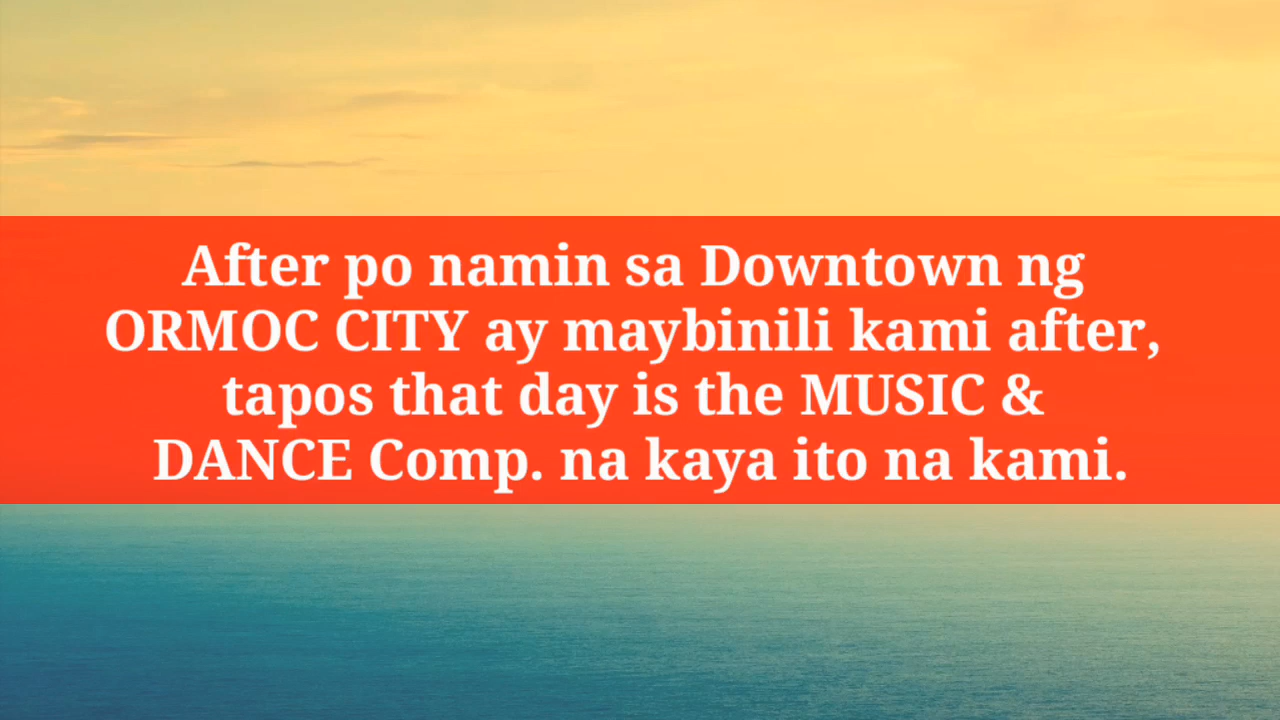 After po namin sa Downtown ng
ORMOC CITY ay maybinili kami after,
tapos that day is the MUSIC &
DANCE Comp. na kaya ito na kami.